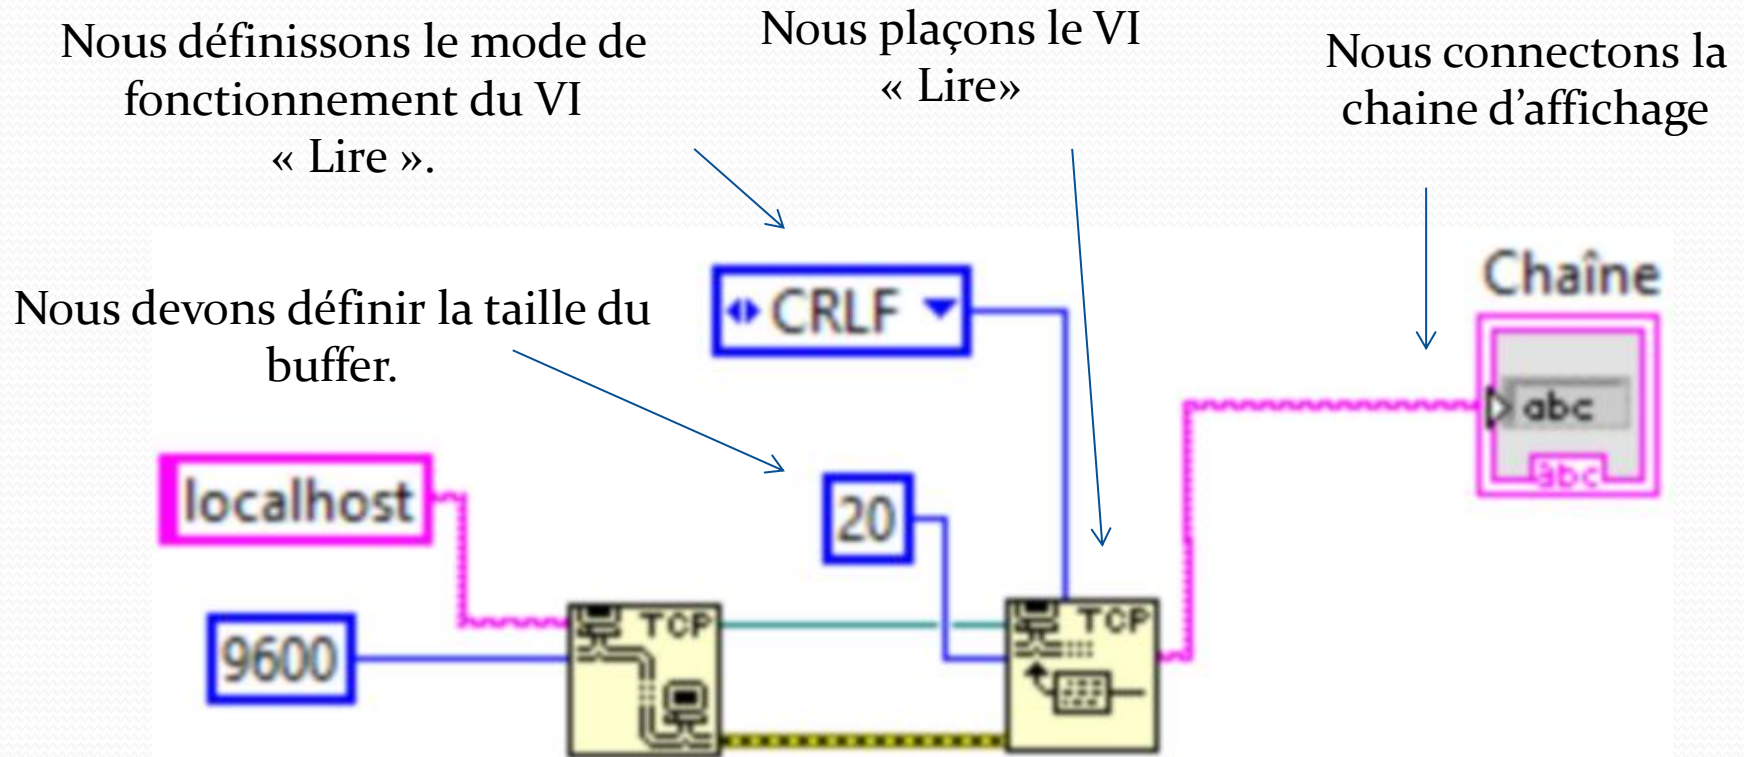 Nous définissons le mode de
fonctionnement du VI
« Lire ».
Nous plaçons le VI
« Lire»
Nous connectons la
chaine d’affichage
Nous devons définir la taille du
buffer.
CRLF
Chaîne
abc
abc
localhost
20
9600
TCP
TCP